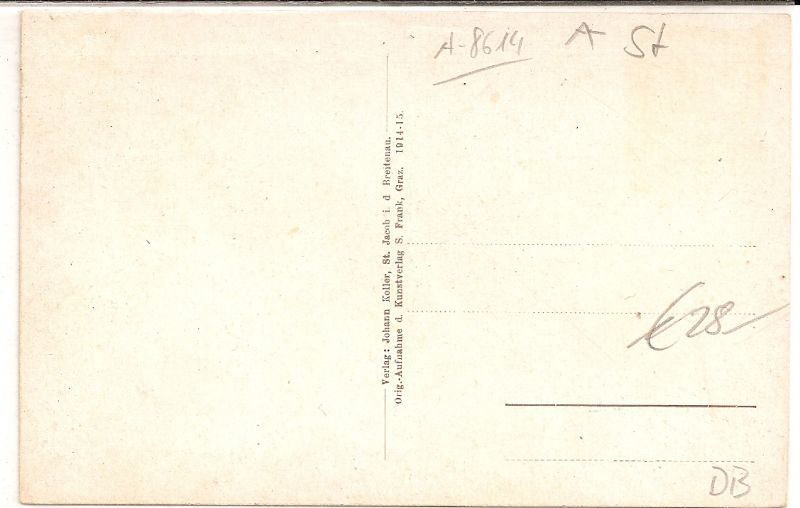 A-8614 A St
Verlag: Johann Koller, St. Jacob i. d Breitenau.
Orig.-Aufnahme d. Kunstverlag S. Frank, Graz. 1914-15.
€ 28-
DB